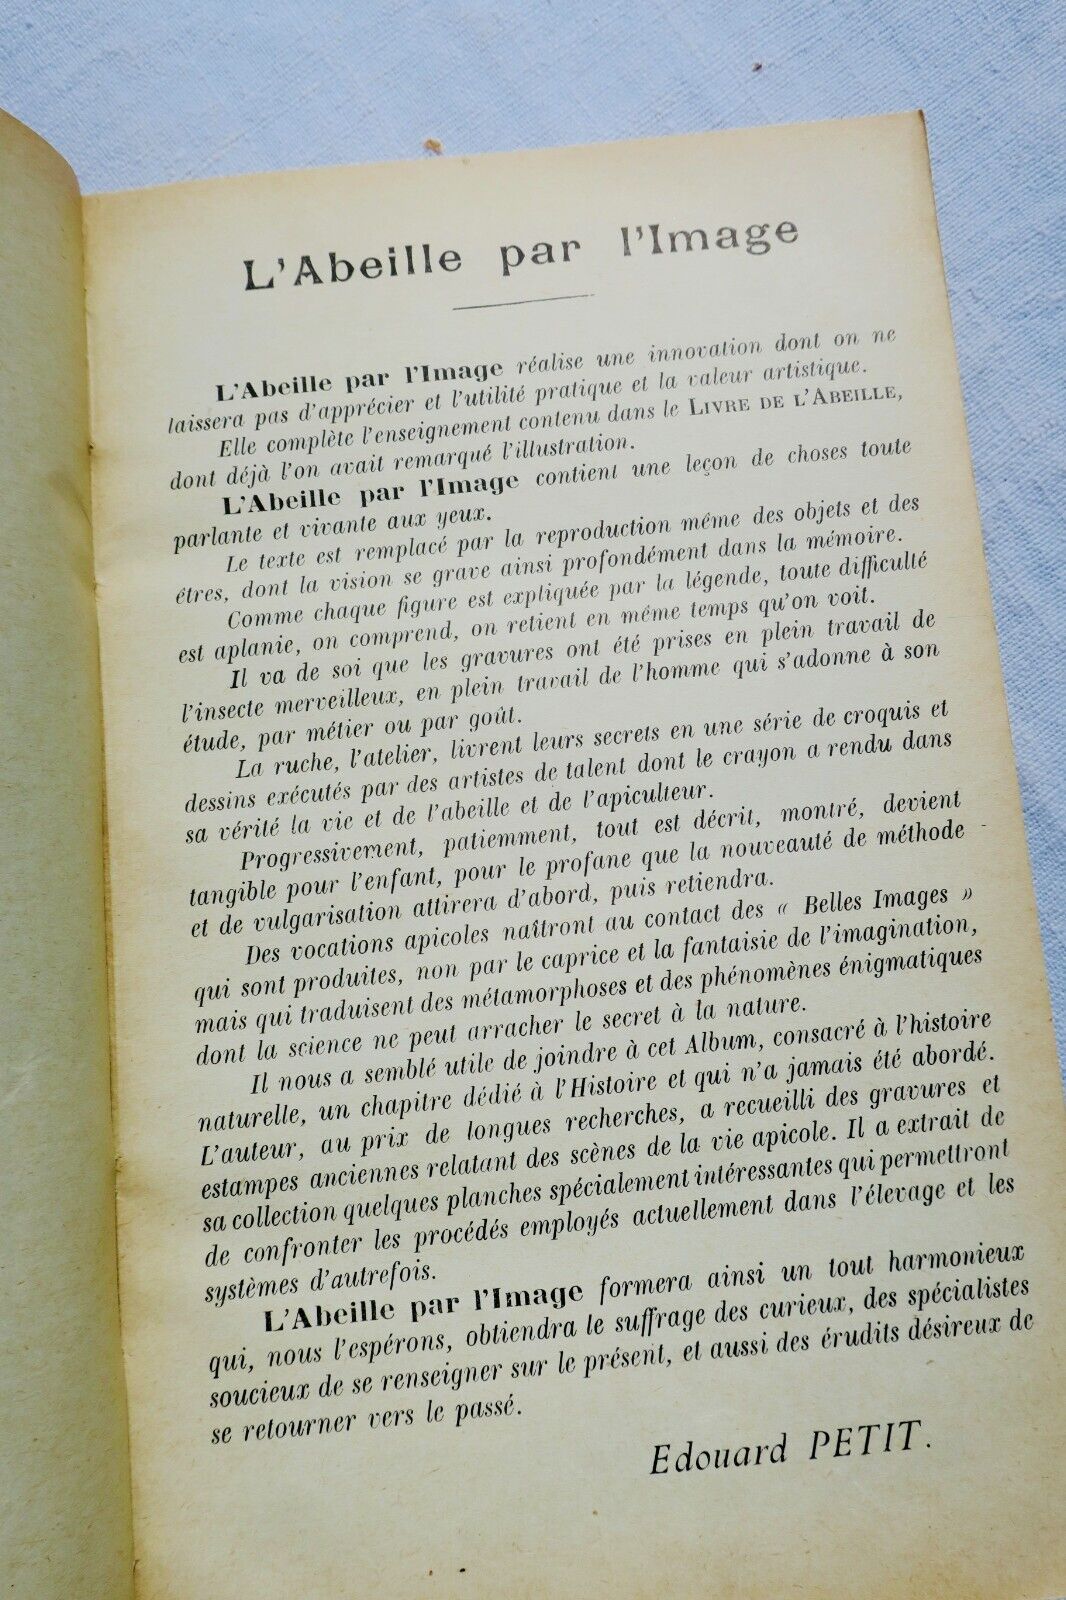 L'Abeille par l'Image
L'Abeille par l'Image réalise une innovation dont on ne
laissera pas d'apprécier et l'utilité pratique et la valeur artistique.
Elle complète l'enseignement contenu dans le LIVRE DE L'ABEILLE,
dont déjà l'on avait remarqué l'illustration.
L'Abeille par l'Image contient une leçon de choses toute
parlante et vivante aux yeux.
Le texte est remplacé par la reproduction même des objets et des
êtres, dont la vision se grave ainsi profondément dans la mémoire.
Comme chaque figure est expliquée par la légende, toute difficulté
est aplanie, on comprend, on retient en même temps qu'on voit.
Il va de soi que les gravures ont été prises en plein travail de
l'insecte merveilleux, en plein travail de l'homme qui s'adonne à son
étude, par métier ou par goût.
La ruche, l'atelier, livrent leurs secrets en une série de croquis et
dessins exécutés par des artistes de talent dont le crayon a rendu dans
sa vérité la vie et de l'abeille et de l'apiculteur.
Progressivement, patiemment, tout est décrit, montré, devient
tangible pour l'enfant, pour le profane que la nouveauté de méthode
et de vulgarisation attirera d'abord, puis retiendra.
Des vocations apicoles naîtront au contact des « Belles Images »
qui sont produites, non par le caprice et la fantaisie de l'imagination,
mais qui traduisent des métamorphoses et des phénomènes énigmatiques
dont la science ne peut arracher le secret à la nature.
Il nous a semblé utile de joindre à cet Album, consacré à l'histoire
naturelle, un chapitre dédié à l'Histoire et qui n'a jamais été abordé.
L'auteur, au prix de longues recherches, a recueilli des gravures et
estampes anciennes relatant des scènes de la vie apicole. Il a extrait de
sa collection quelques planches spécialement intéressantes qui permettront
de confronter les procédés employés actuellement dans l'élevage et les
systèmes d'autrefois.
L'Abeille par l'Image formera ainsi un tout harmonieux
qui, nous l'espérons, obtiendra le suffrage des curieux, des spécialistes
soucieux de se renseigner sur le présent, et aussi des érudits désireux de
se retourner vers le passé.
Edouard PETIT.